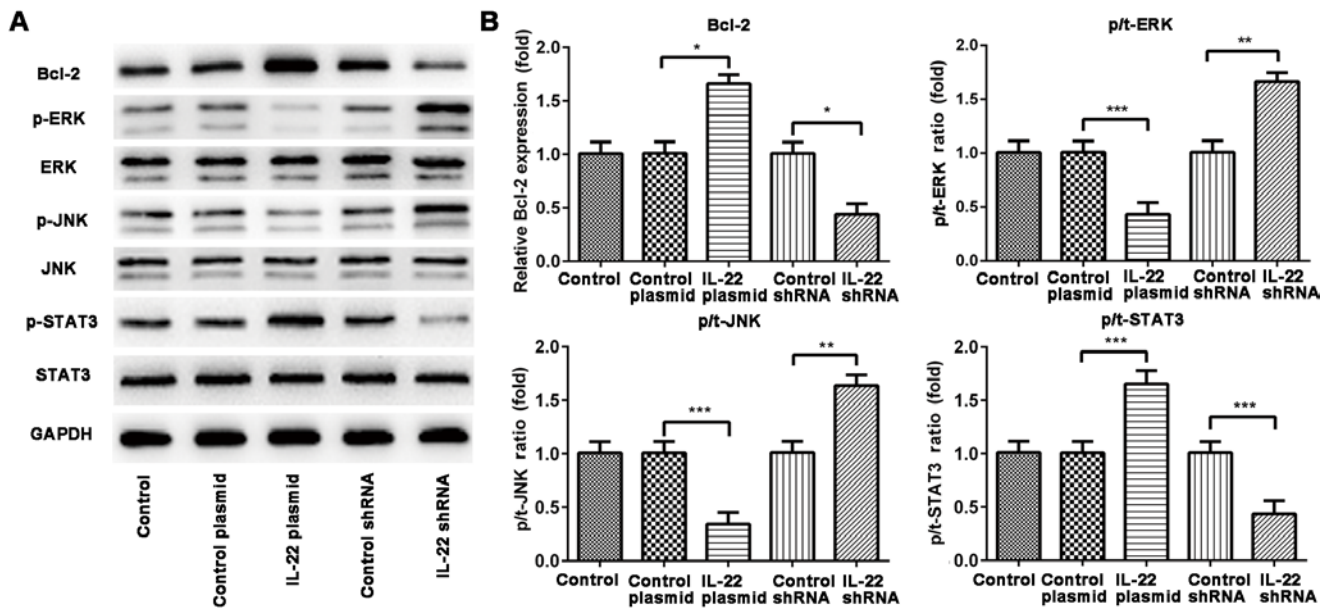 A
Bcl-2
p-ERK
ERK
p-JNK
JNK
p-STAT3
STAT3
GAPDH
Control
Control plasmid
IL-22 plasmid
Control shRNA
IL-22 shRNA
B
Bcl-2
Relative Bcl-2 expression (fold)
2.0
1.5
1.0
0.5
0.0
*
*
Control
Control
plasmid
IL-22
plasmid
Control
shRNA
IL-22
shRNA
p/t-ERK
p/t-ERK ratio (fold)
2.0
1.5
1.0
0.5
0.0
***
**
Control
Control
plasmid
IL-22
plasmid
Control
shRNA
IL-22
shRNA
p/t-JNK
p/t-JNK ratio (fold)
2.0
1.5
1.0
0.5
0.0
***
**
Control
Control
plasmid
IL-22
plasmid
Control
shRNA
IL-22
shRNA
p/t-STAT3
p/t-STAT3 ratio (fold)
2.0
1.5
1.0
0.5
0.0
***
***
Control
Control
plasmid
IL-22
plasmid
Control
shRNA
IL-22
shRNA